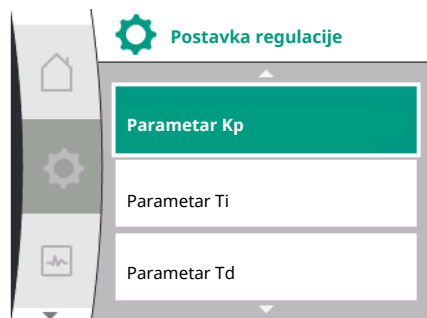 Postavka regulacije
Parametar Kp
Parametar Ti
Parametar Td